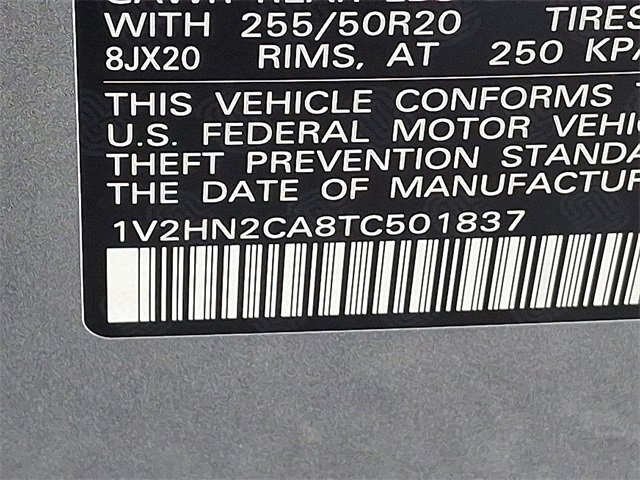 WITH 255/50R20 TIRES
8JX20 RIMS, AT 250 KPA
THIS VEHICLE CONFORMS
U.S. FEDERAL MOTOR VEHIC
THEFT PREVENTION STANDA
THE DATE OF MANUFACTUR
1V2HN2CA8TC501837